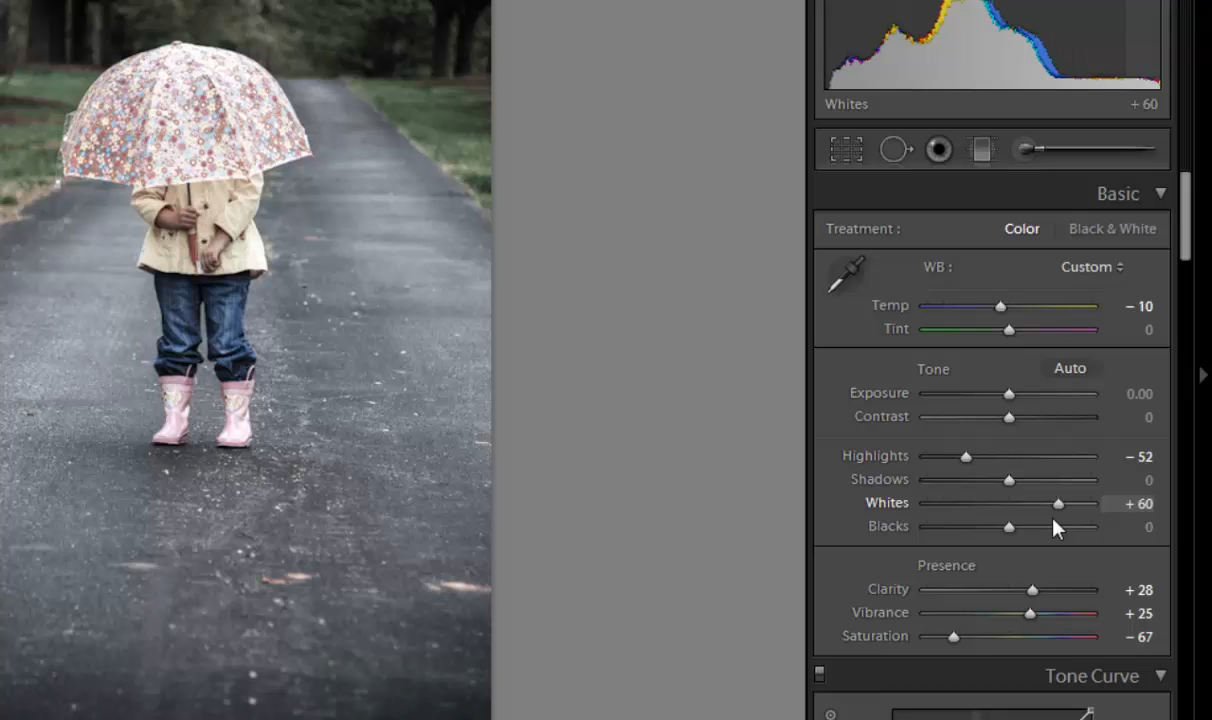 Whites + 60
Basic
Treatment : Color Black & White
WB : Custom
Temp − 10
Tint 0
Tone Auto
Exposure 0.00
Contrast 0
Highlights − 52
Shadows 0
Whites + 60
Blacks 0
Presence
Clarity + 28
Vibrance + 25
Saturation − 67
Tone Curve